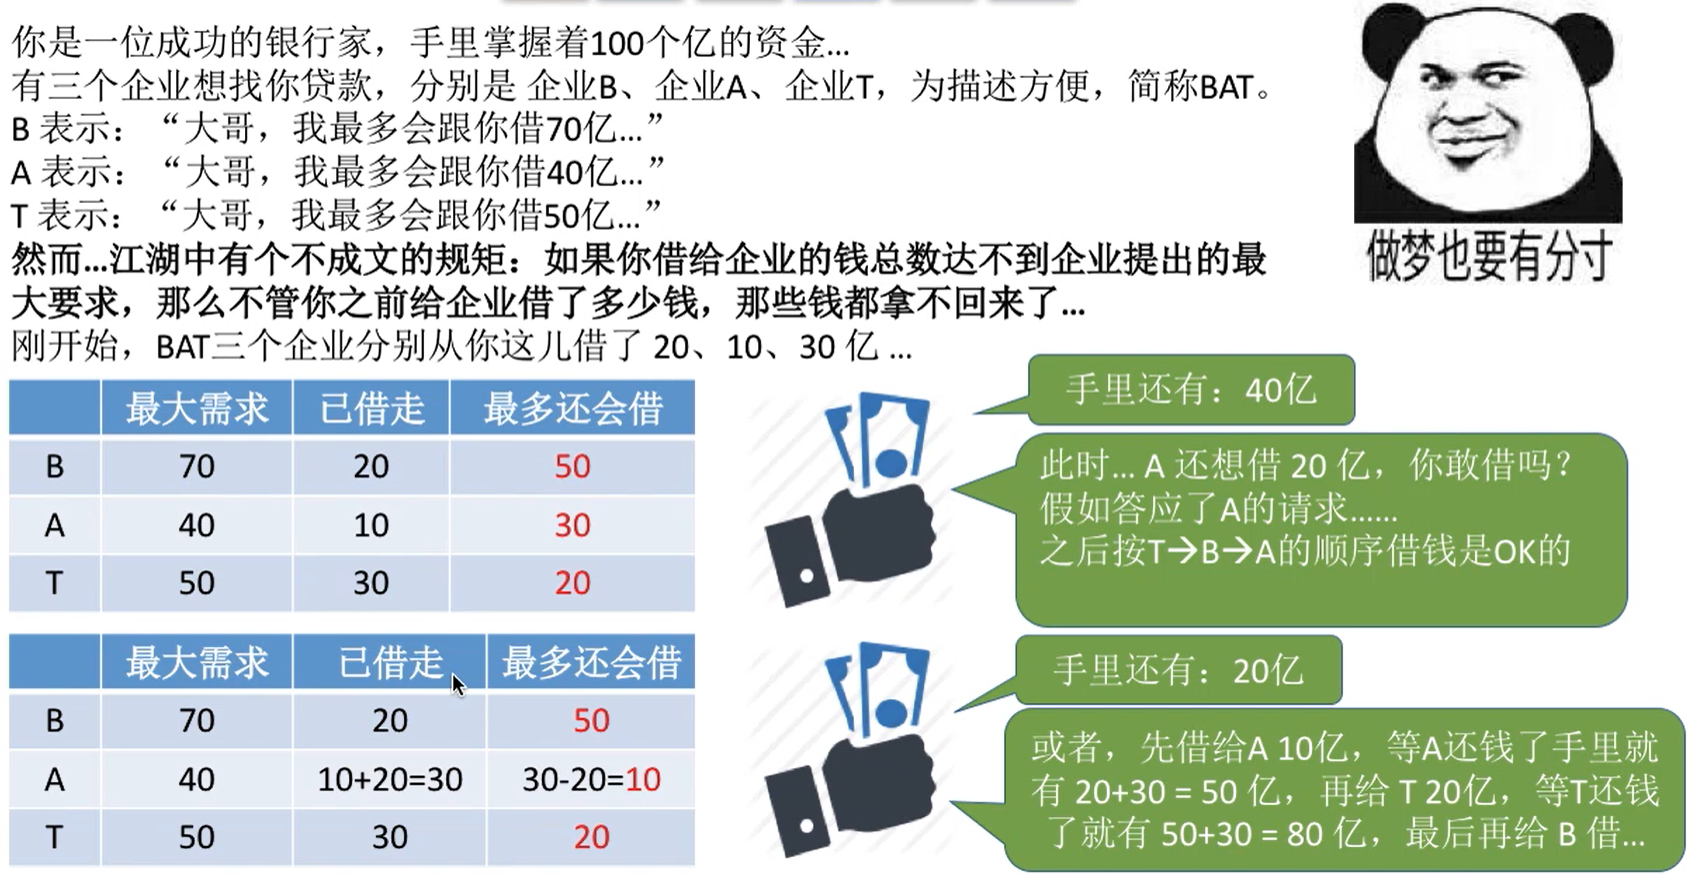 你是一位成功的银行家，手里掌握着100个亿的资金...
有三个企业想找你贷款，分别是 企业B、企业A、企业T，为描述方便，简称BAT。
B 表示：“大哥，我最多会跟你借70亿...”
A 表示：“大哥，我最多会跟你借40亿...”
T 表示：“大哥，我最多会跟你借50亿...”
然而...江湖中有个不成文的规矩：如果你借给企业的钱总数达不到企业提出的最
大要求，那么不管你之前给企业借了多少钱，那些钱都拿不回来了...
刚开始，BAT三个企业分别从你这儿借了 20、10、30 亿 ...
做梦也要有分寸
最大需求 已借走 最多还会借
B 70 20 50
A 40 10 30
T 50 30 20
手里还有：40亿
此时... A 还想借 20 亿，你敢借吗？
假如答应了A的请求......
之后按T→B→A的顺序借钱是OK的
最大需求 已借走 最多还会借
B 70 20 50
A 40 10+20=30 30-20=10
T 50 30 20
手里还有：20亿
或者，先借给A 10亿，等A还钱了手里就
有 20+30 = 50 亿，再给 T 20亿，等T还钱
了就有 50+30 = 80 亿，最后再给 B 借...